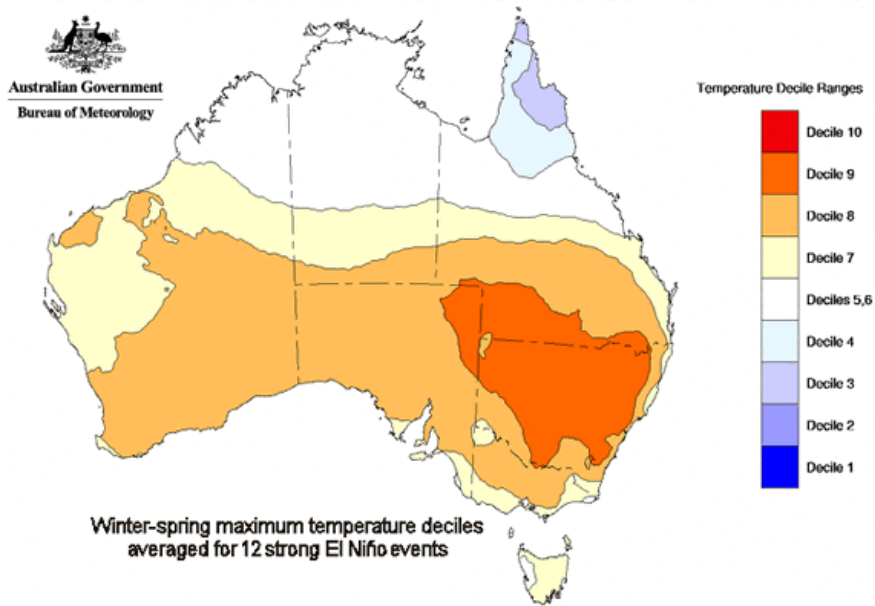 Australian Government
Bureau of Meteorology
Temperature Decile Ranges
Decile 10
Decile 9
Decile 8
Decile 7
Deciles 5,6
Decile 4
Decile 3
Decile 2
Decile 1
Winter-spring maximum temperature deciles
averaged for 12 strong El Niño events